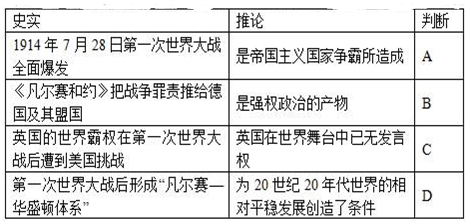 史实 推论 判断
1914 年 7 月 28 日第一次世界大战 是帝国主义国家争霸所造成 A
全面爆发
《凡尔赛和约》把战争罪责推给德 是强权政治的产物 B
国及其盟国
英国的世界霸权在第一次世界大 英国在世界舞台中已无发言 C
战后遭到美国挑战 权
第一次世界大战后形成“凡尔赛— 为 20 世纪 20 年代世界的相 D
华盛顿体系” 对平稳发展创造了条件